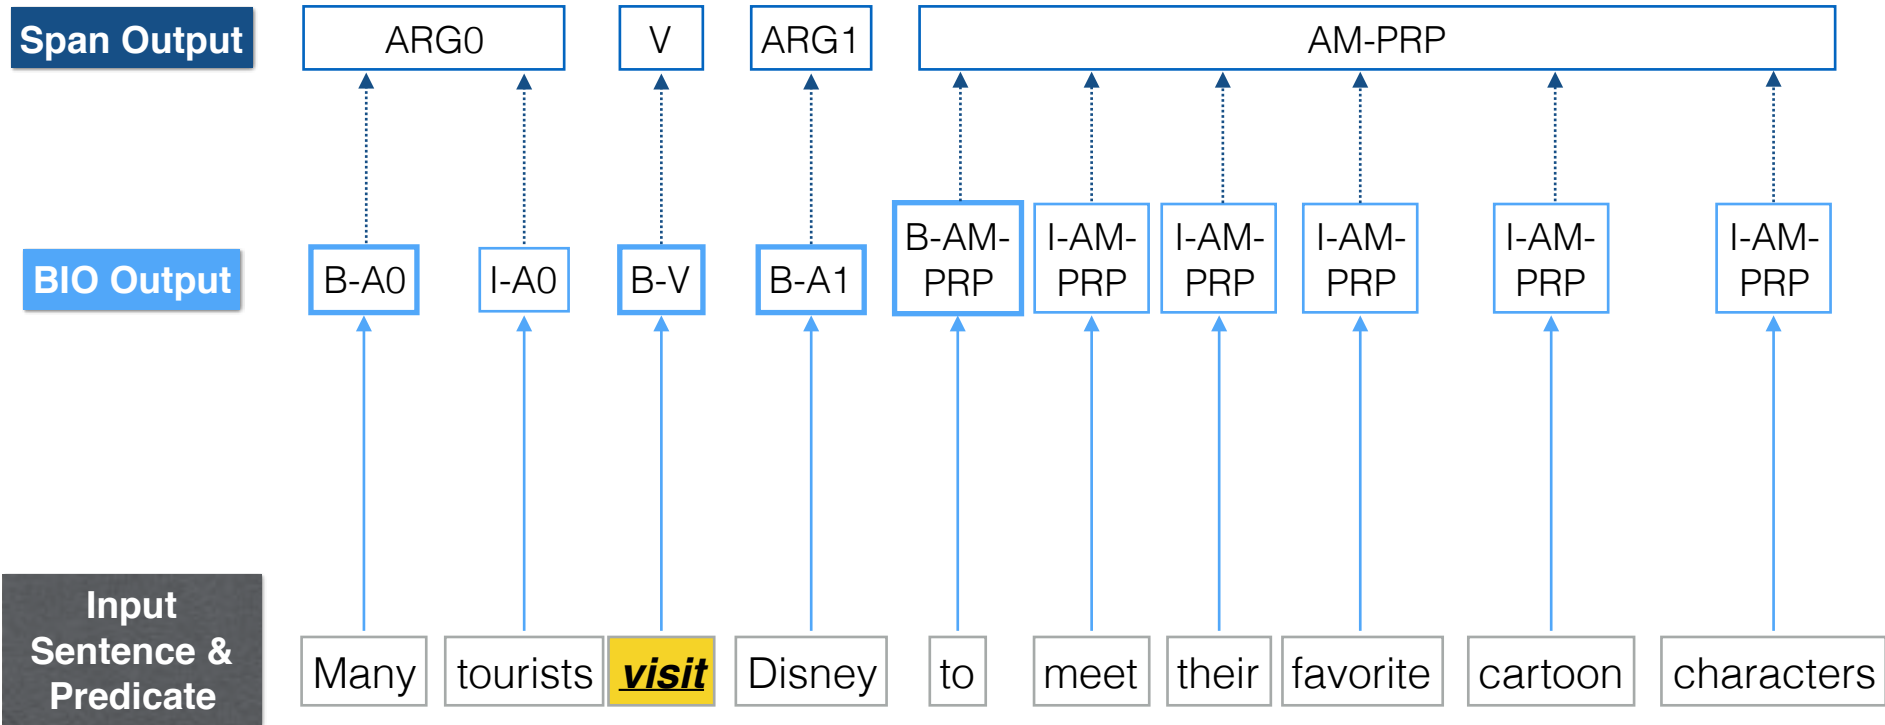 Span Output ARG0 V ARG1 AM-PRP
B-AM- I-AM- I-AM- I-AM- I-AM- I-AM-
BIO Output B-A0 I-A0 B-V B-A1 PRP PRP PRP PRP PRP PRP
Input
Sentence &
Predicate
Many tourists visit Disney to meet their favorite cartoon characters